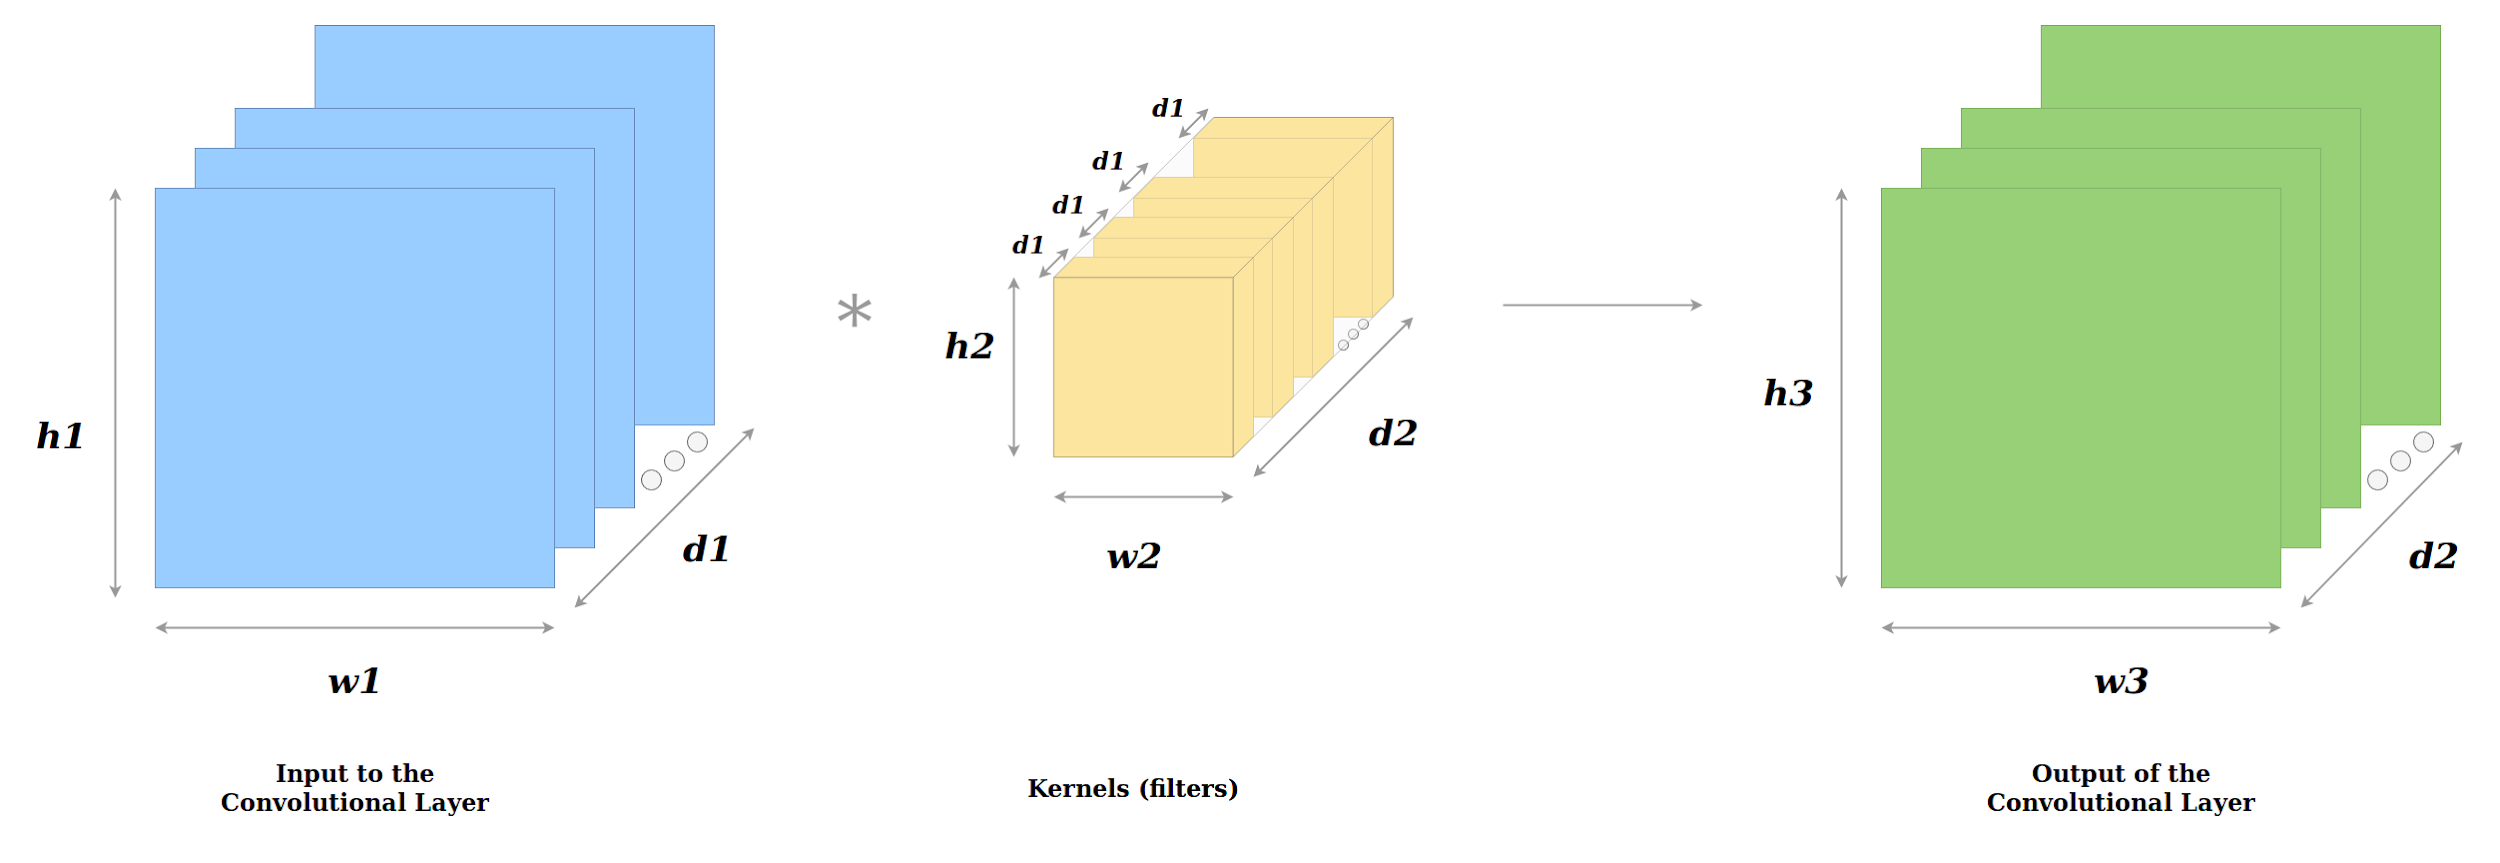 h1
w1
d1
Input to the
Convolutional Layer
*
d1
d1
d1
d1
h2
w2
d2
Kernels (filters)
h3
w3
d2
Output of the
Convolutional Layer